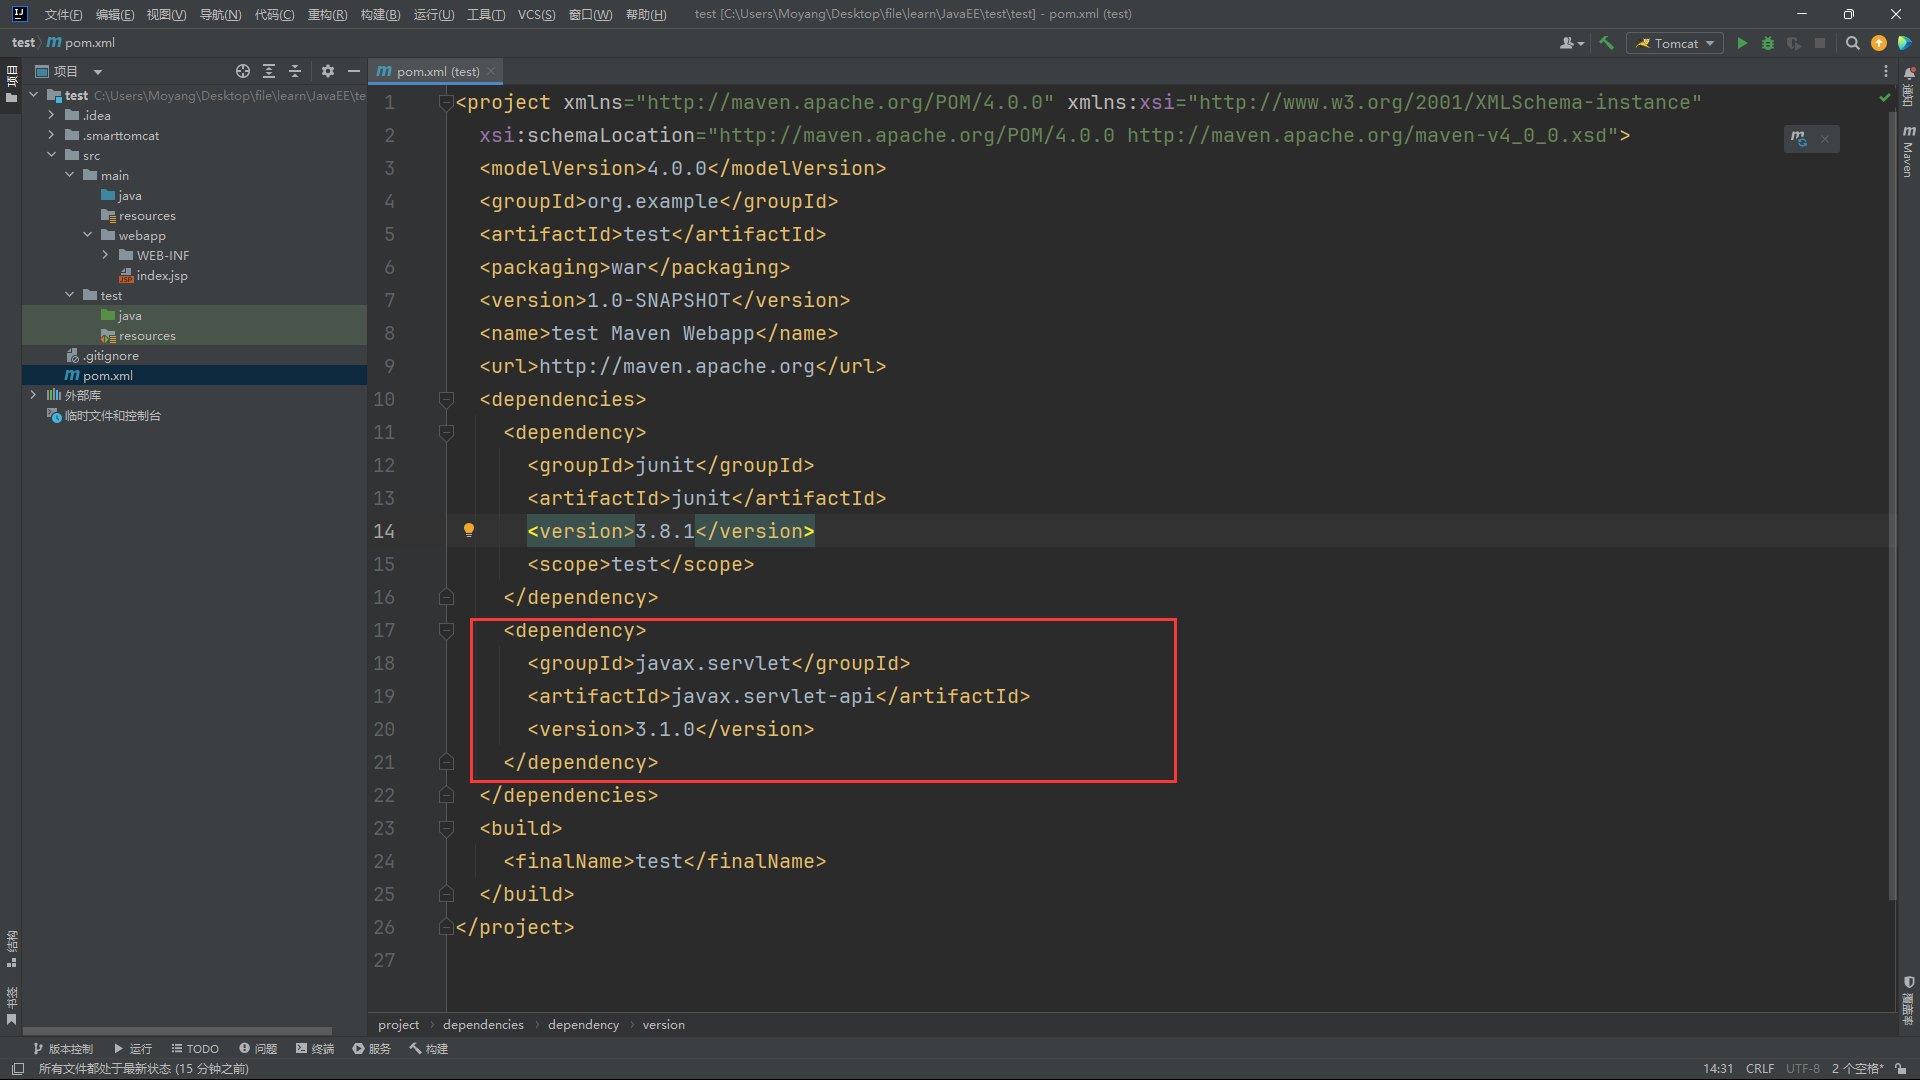 文件(F) 编辑(E) 视图(V) 导航(N) 代码(C) 重构(R) 构建(B) 运行(U) 工具(T) VCS(S) 窗口(W) 帮助(H) test [C:\Users\Moyang\Desktop\file\learn\JavaEE\test\test] - pom.xml (test)
test m pom.xml
Tomcat
项目
项目
test C:\Users\Moyang\Desktop\file\learn\JavaEE\te
.idea
.smarttomcat
src
main
java
resources
webapp
WEB-INF
index.jsp
test
java
resources
.gitignore
m pom.xml
外部库
临时文件和控制台
结构
书签
m pom.xml (test)
1 <project xmlns="http://maven.apache.org/POM/4.0.0" xmlns:xsi="http://www.w3.org/2001/XMLSchema-instance"
2 xsi:schemaLocation="http://maven.apache.org/POM/4.0.0 http://maven.apache.org/maven-v4_0_0.xsd">
3 <modelVersion>4.0.0</modelVersion>
4 <groupId>org.example</groupId>
5 <artifactId>test</artifactId>
6 <packaging>war</packaging>
7 <version>1.0-SNAPSHOT</version>
8 <name>test Maven Webapp</name>
9 <url>http://maven.apache.org</url>
10 <dependencies>
11 <dependency>
12 <groupId>junit</groupId>
13 <artifactId>junit</artifactId>
14 <version>3.8.1</version>
15 <scope>test</scope>
16 </dependency>
17 <dependency>
18 <groupId>javax.servlet</groupId>
19 <artifactId>javax.servlet-api</artifactId>
20 <version>3.1.0</version>
21 </dependency>
22 </dependencies>
23 <build>
24 <finalName>test</finalName>
25 </build>
26 </project>
27
通知
m Maven
覆盖率
project › dependencies › dependency › version
版本控制 运行 TODO 问题 终端 服务 构建
所有文件都处于最新状态 (15 分钟之前) 14:31 CRLF UTF-8 2 个空格*